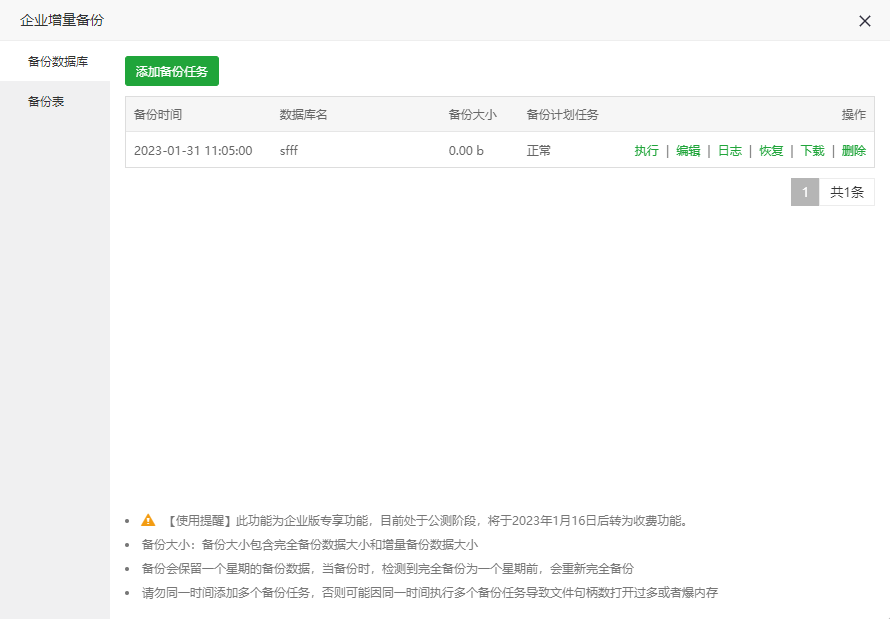 企业增量备份
备份数据库
备份表
添加备份任务
备份时间 数据库名 备份大小 备份计划任务 操作
2023-01-31 11:05:00 sfff 0.00 b 正常 执行 | 编辑 | 日志 | 恢复 | 下载 | 删除
1 共1条
【使用提醒】此功能为企业版专享功能，目前处于公测阶段，将于2023年1月16日后转为收费功能。
备份大小：备份大小包含完全备份数据大小和增量备份数据大小
备份会保留一个星期的备份数据，当备份时，检测到完全备份为一个星期前，会重新完全备份
请勿同一时间添加多个备份任务，否则可能因同一时间执行多个备份任务导致文件句柄数打开过多或者爆内存